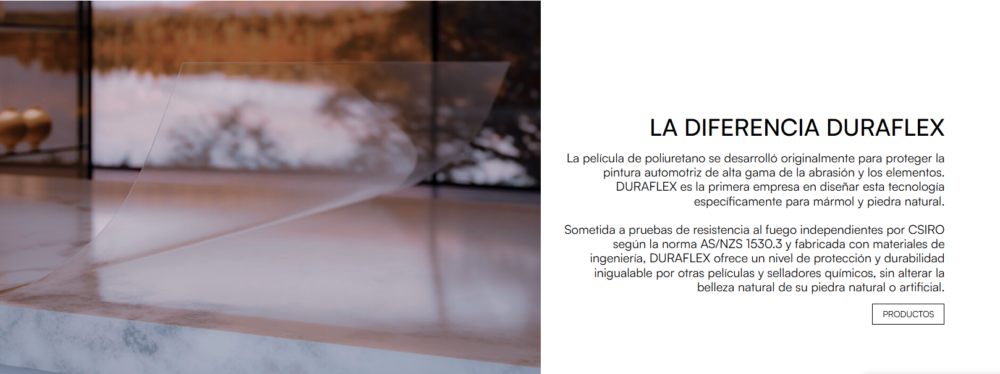 LA DIFERENCIA DURAFLEX
La película de poliuretano se desarrolló originalmente para proteger la
pintura automotriz de alta gama de la abrasión y los elementos.
DURAFLEX es la primera empresa en diseñar esta tecnología
específicamente para mármol y piedra natural.
Sometida a pruebas de resistencia al fuego independientes por CSIRO
según la norma AS/NZS 1530.3 y fabricada con materiales de
ingeniería, DURAFLEX ofrece un nivel de protección y durabilidad
inigualable por otras películas y selladores químicos, sin alterar la
belleza natural de su piedra natural o artificial.
PRODUCTOS